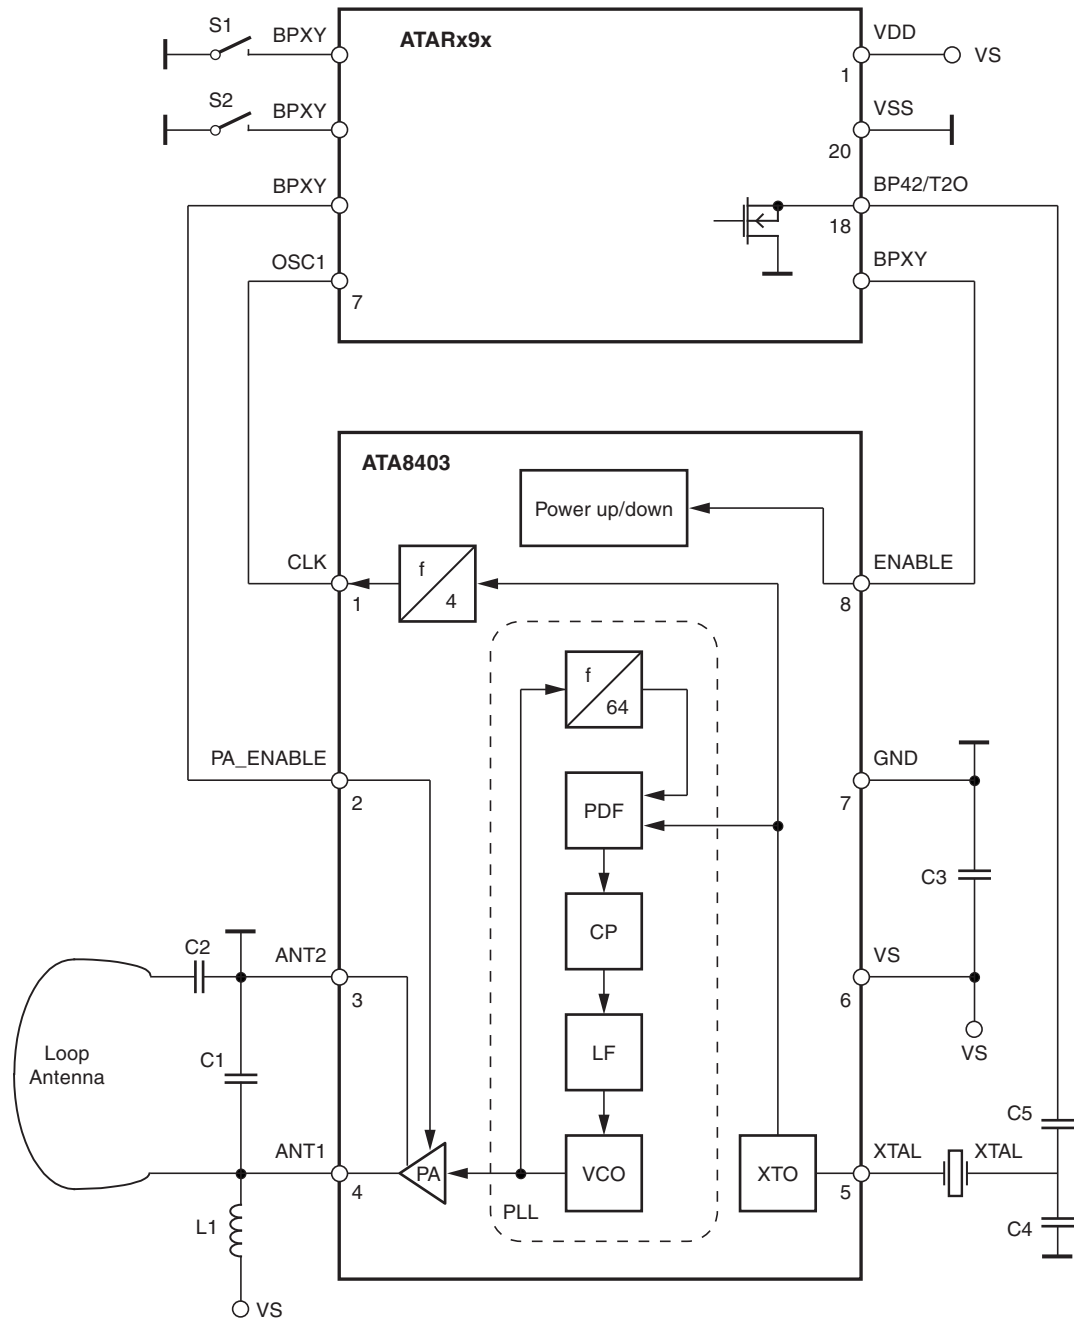 S1
BPXY
ATARx9x
VDD
1
VS
S2
BPXY
VSS
20
BPXY
BP42/T2O
18
OSC1
7
BPXY
ATA8403
Power up/down
CLK
1
f
4
ENABLE
8
f
64
PA_ENABLE
2
PDF
GND
7
C3
C2
ANT2
3
CP
VS
6
VS
Loop
Antenna
C1
LF
C5
ANT1
4
PA
VCO
PLL
XTO
XTAL
5
XTAL
C4
L1
VS